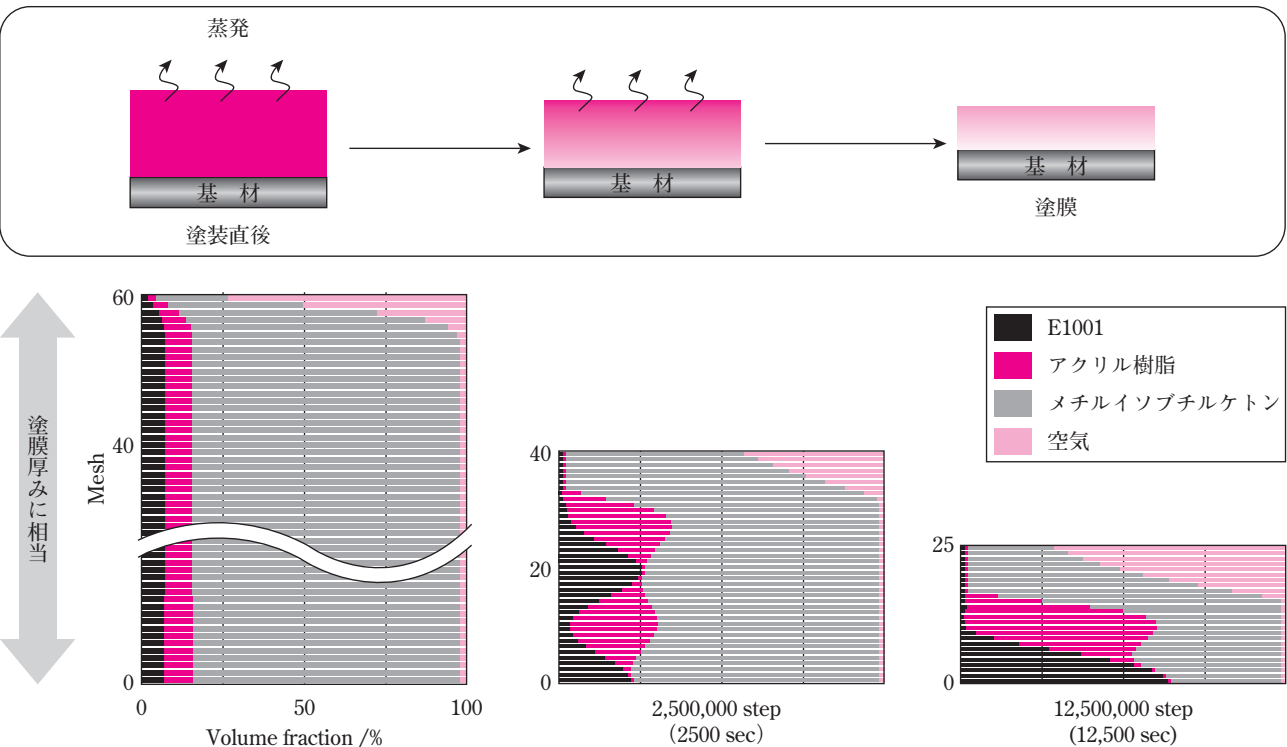 蒸発
基 材
基 材
基 材
塗装直後
塗膜
塗膜厚みに相当
Mesh
60
40
0
0
50
100
Volume fraction /%
40
20
0
2,500,000 step
(2500 sec)
25
0
12,500,000 step
(12,500 sec)
E1001
アクリル樹脂
メチルイソブチルケトン
空気